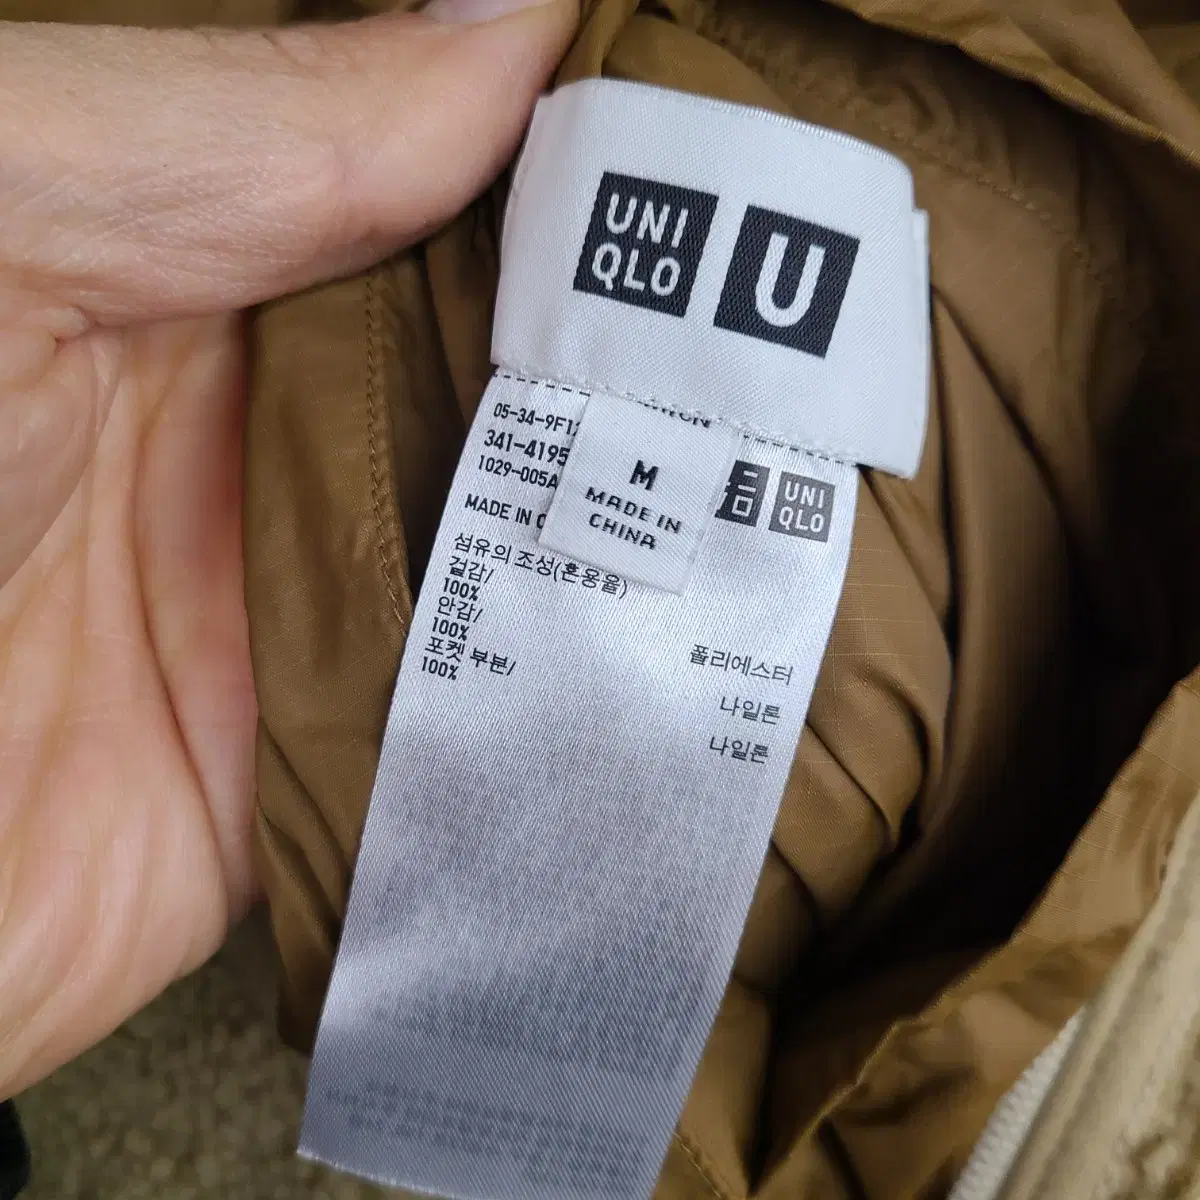 UNI
QLO
U
05-34-9F1
341-4195
1029-005A
M
MADE IN
CHINA
UNI
QLO
MADE IN C
섬유의 조성(혼용율)
겉감/
100% 폴리에스터
안감/
100% 나일론
포켓 부분/
100% 나일론